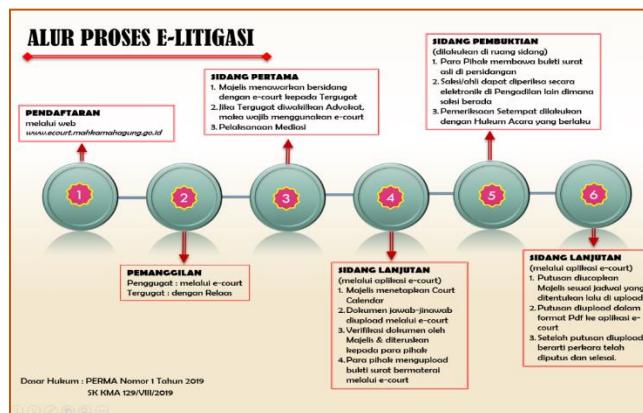 ALUR PROSES E-LITIGASI
PENDAFTARAN
melalui web
www.ecourt.mahkamahagung.go.id
SIDANG PERTAMA
1. Majelis menawarkan bersidang
dengan e-court kepada Tergugat
2. Jika Tergugat diwakilkan Advokat,
maka wajib menggunakan e-court
3. Pelaksanaan Mediasi
SIDANG PEMBUKTIAN
(dilakukan di ruang sidang)
1. Para Pihak membawa bukti surat
asli di persidangan
2. Saksi/ahli dapat diperiksa secara
elektronik di Pengadilan lain dimana
saksi berada
3. Pemeriksaan Setempat dilakukan
dengan Hukum Acara yang berlaku
1
2
3
4
5
6
PEMANGGILAN
Penggugat : melalui e-court
Tergugat : dengan Relaas
SIDANG LANJUTAN
(melalui aplikasi e-court)
1. Majelis menetapkan Court
Calendar
2. Dokumen jawab-jinawab
diupload melalui e-court
3. Verifikasi dokumen oleh
Majelis & diteruskan
kepada para pihak
4. Para pihak mengupload
bukti surat bermaterai
melalui e-court
SIDANG LANJUTAN
(melalui aplikasi e-court)
1. Putusan diucapkan
Majelis sesuai jadwal yang
ditentukan lalu di upload
2. Putusan diupload dalam
format Pdf ke aplikasi e-
court
3. Setelah putusan diupload
berarti perkara telah
diputus dan selesai.
Dasar Hukum : PERMA Nomor 1 Tahun 2019
SK KMA 129/VIII/2019